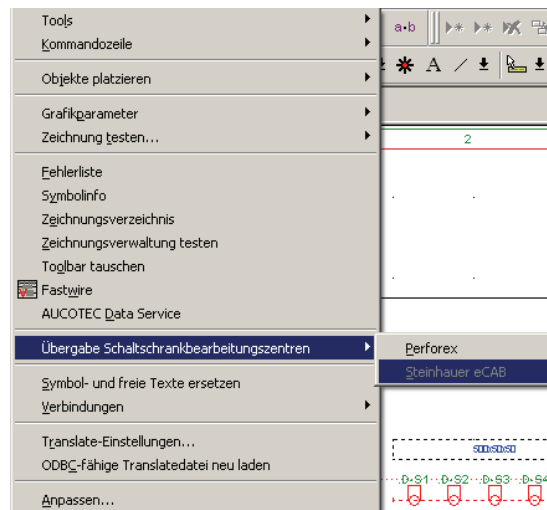 Tools
Kommandozeile
Objekte platzieren
Grafikparameter
Zeichnung testen...
Fehlerliste
Symbolinfo
Zeichnungsverzeichnis
Zeichnungsverwaltung testen
Toolbar tauschen
Fastwire
AUCOTEC Data Service
Übergabe Schaltschrankbearbeitungszentren
Symbol- und freie Texte ersetzen
Verbindungen
Translate-Einstellungen...
ODBC-fähige Translatedatei neu laden
Anpassen...
Perforex
Steinhauer eCAB
a•b
A
2
500x50x50
D-S1 D-S2 D-S3 D-S4